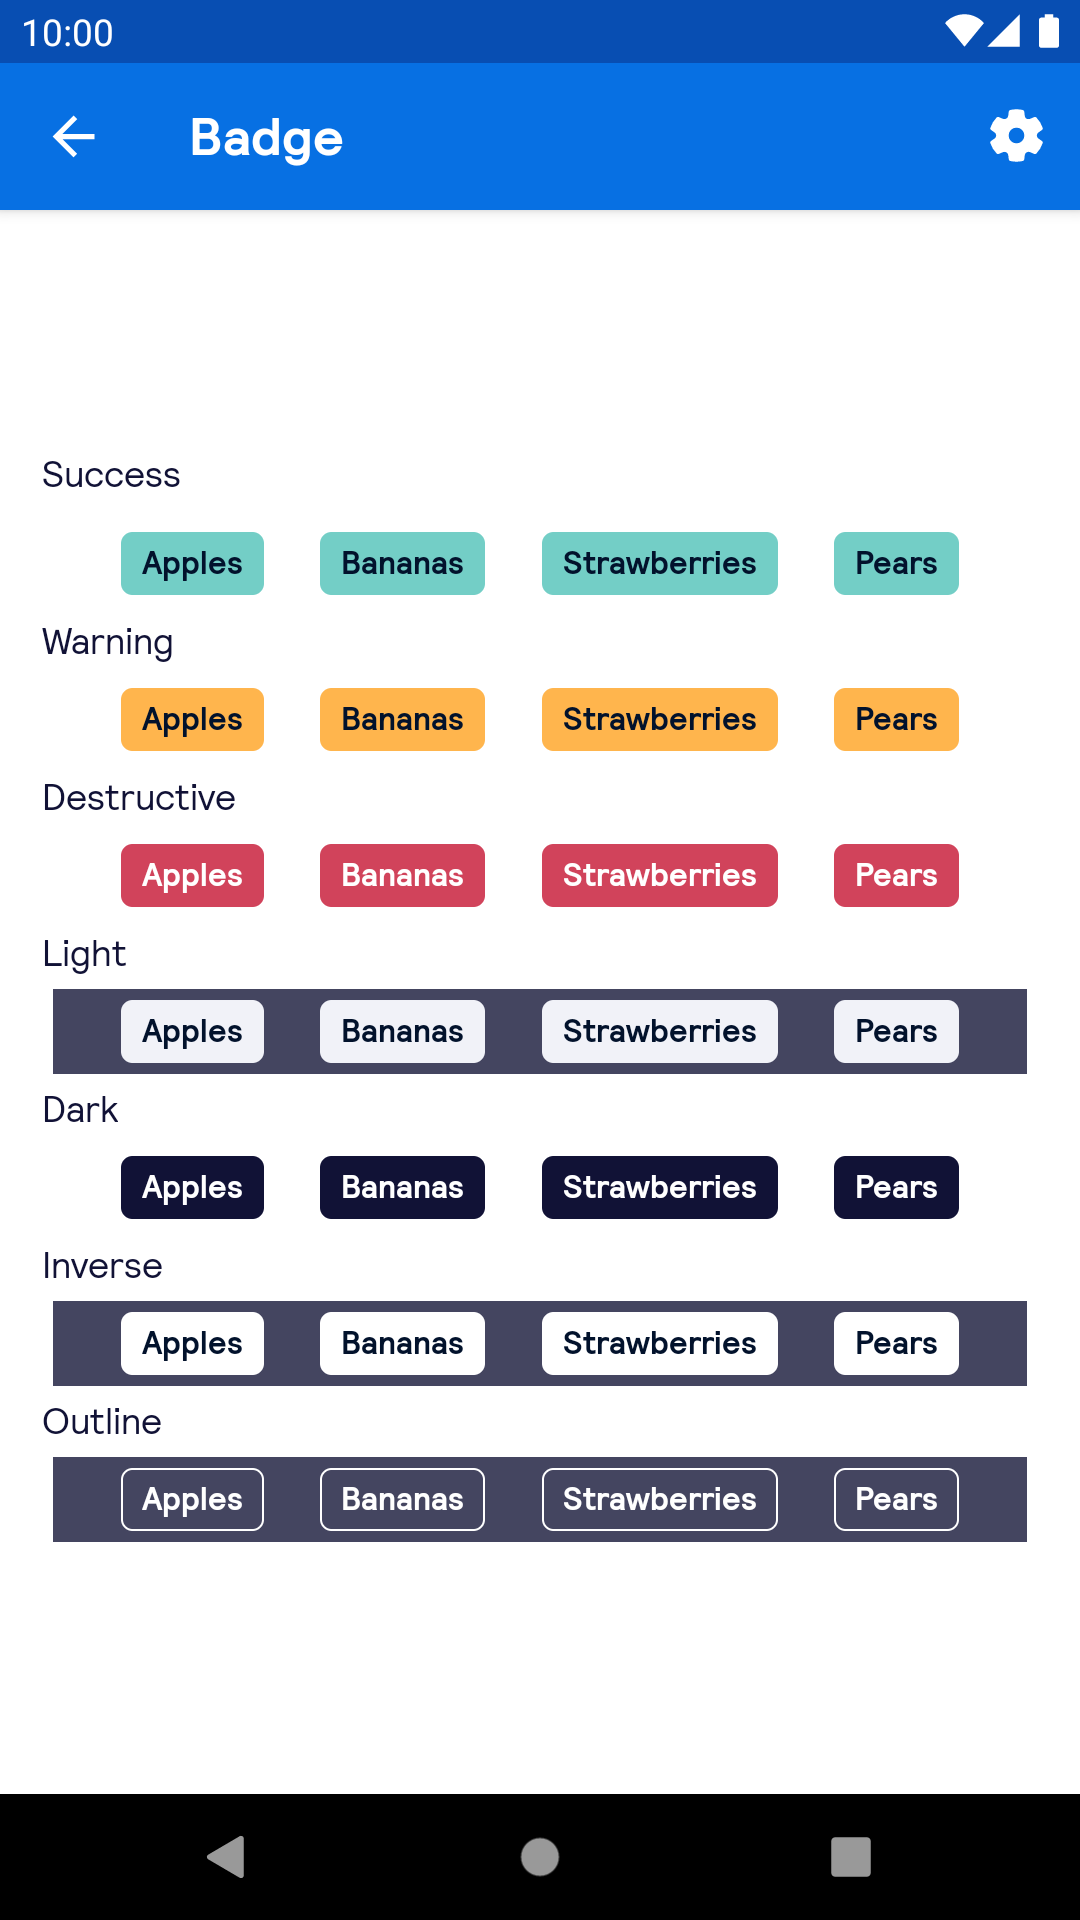 10:00
Badge
Success
Apples Bananas Strawberries Pears
Warning
Apples Bananas Strawberries Pears
Destructive
Apples Bananas Strawberries Pears
Light
Apples Bananas Strawberries Pears
Dark
Apples Bananas Strawberries Pears
Inverse
Apples Bananas Strawberries Pears
Outline
Apples Bananas Strawberries Pears